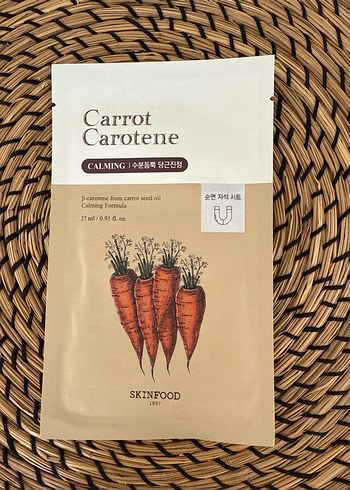 Carrot
Carotene
CALMING | 수분듬뿍 당근진정
β-carotene from carrot seed oil
Calming Formula
27 ml / 0.91 fl. oz.
순면 자석 시트
SKINFOOD
1957